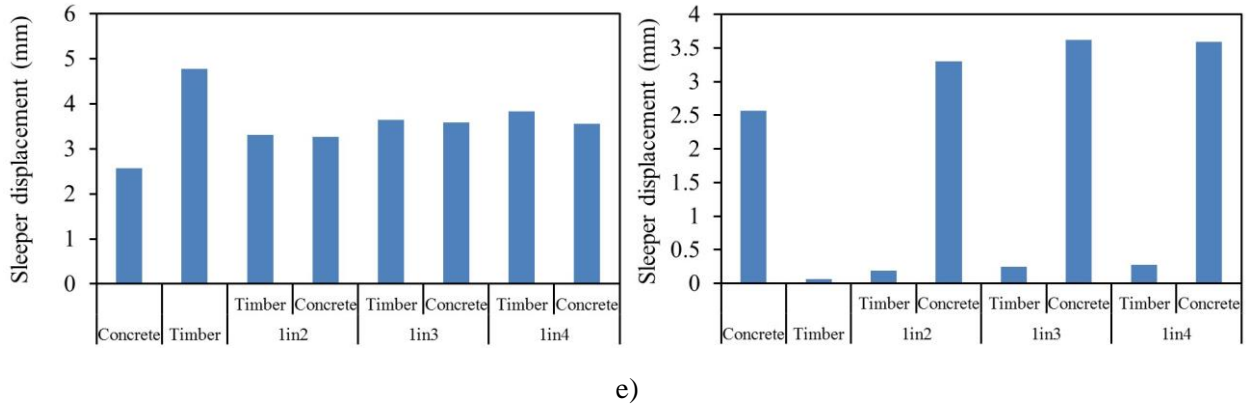 Sleeper displacement (mm)
6
5
4
3
2
1
0
Timber Concrete Timber Concrete Timber Concrete
Concrete Timber 1in2 1in3 1in4
Sleeper displacement (mm)
4
3.5
3
2.5
2
1.5
1
0.5
0
Timber Concrete Timber Concrete Timber Concrete
Concrete Timber 1in2 1in3 1in4
e)